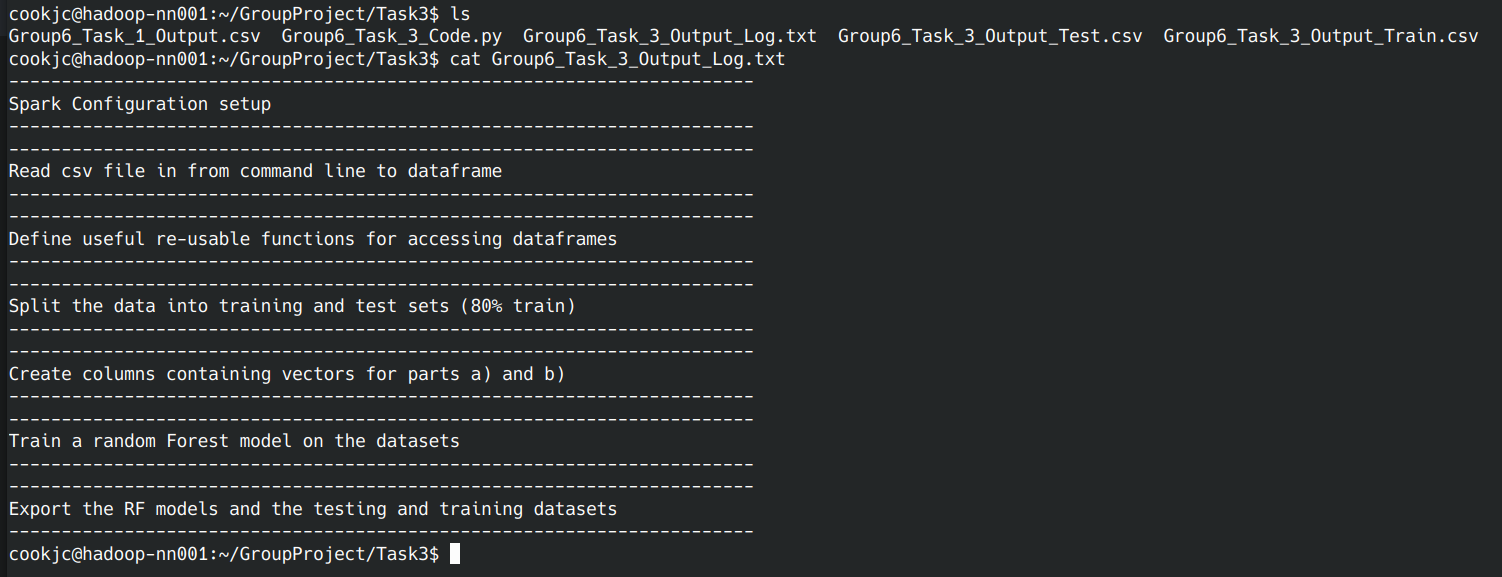 cookjc@hadoop-nn001:~/GroupProject/Task3$ ls
Group6_Task_1_Output.csv  Group6_Task_3_Code.py  Group6_Task_3_Output_Log.txt  Group6_Task_3_Output_Test.csv  Group6_Task_3_Output_Train.csv
cookjc@hadoop-nn001:~/GroupProject/Task3$ cat Group6_Task_3_Output_Log.txt
-----------------------------------------------------------------------
Spark Configuration setup
-----------------------------------------------------------------------
-----------------------------------------------------------------------
Read csv file in from command line to dataframe
-----------------------------------------------------------------------
-----------------------------------------------------------------------
Define useful re-usable functions for accessing dataframes
-----------------------------------------------------------------------
-----------------------------------------------------------------------
Split the data into training and test sets (80% train)
-----------------------------------------------------------------------
-----------------------------------------------------------------------
Create columns containing vectors for parts a) and b)
-----------------------------------------------------------------------
-----------------------------------------------------------------------
Train a random Forest model on the datasets
-----------------------------------------------------------------------
-----------------------------------------------------------------------
Export the RF models and the testing and training datasets
-----------------------------------------------------------------------
cookjc@hadoop-nn001:~/GroupProject/Task3$